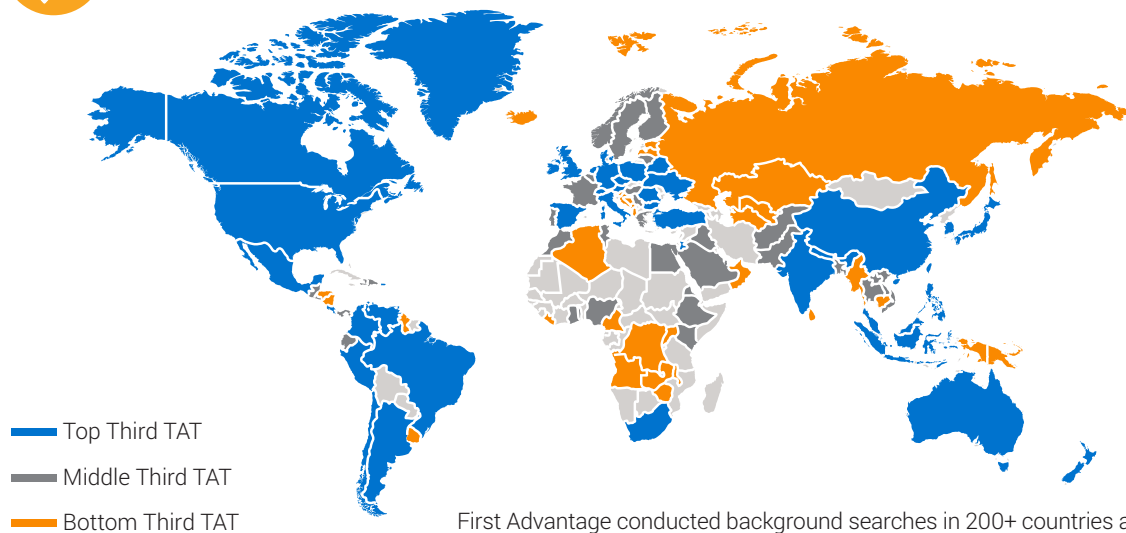 Top Third TAT
Middle Third TAT
Bottom Third TAT
First Advantage conducted background searches in 200+ countries a